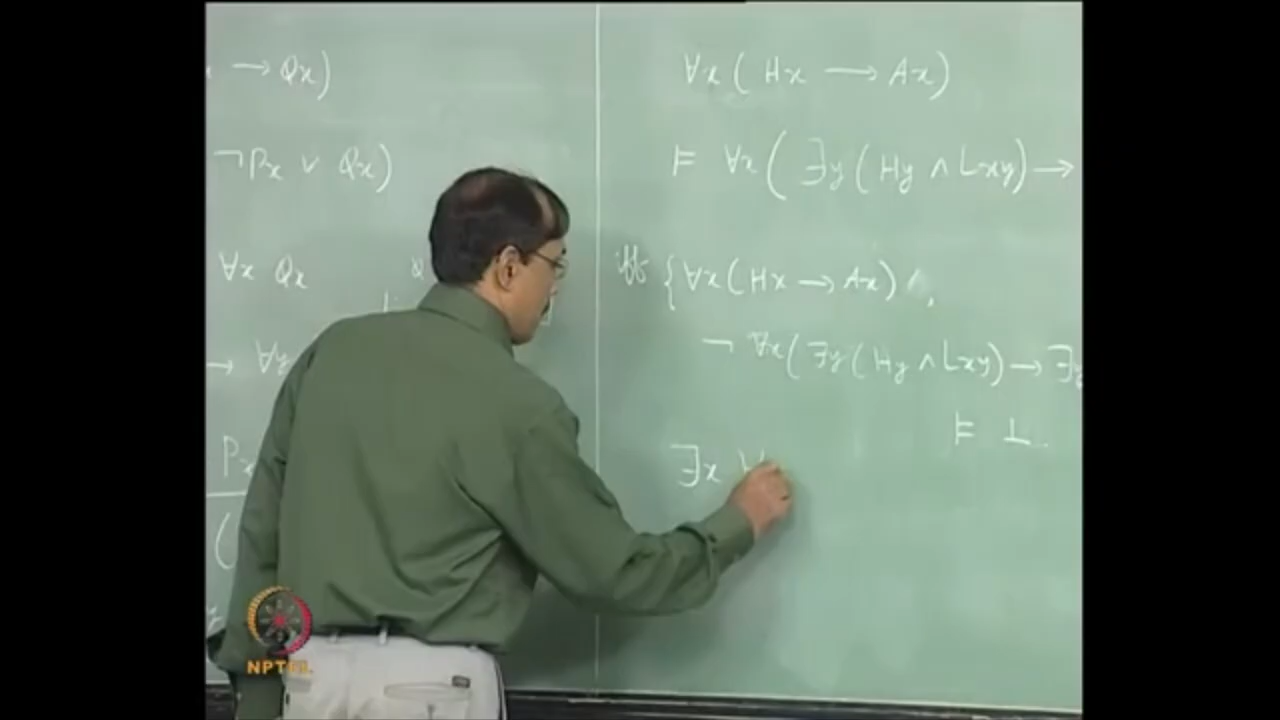 → Qx)
¬Px ∨ Qx)
∀x Qx
→ ∀y
Px
(
∀x ( Hx → Ax )
⊨ ∀x ( ∃y ( Hy ∧ Lxy ) →
iff { ∀x ( Hx → Ax ) ,
¬ ∀x ( ∃y ( Hy ∧ Lxy ) → ∃y
⊨ ⊥.
∃x ∀
NPTEL